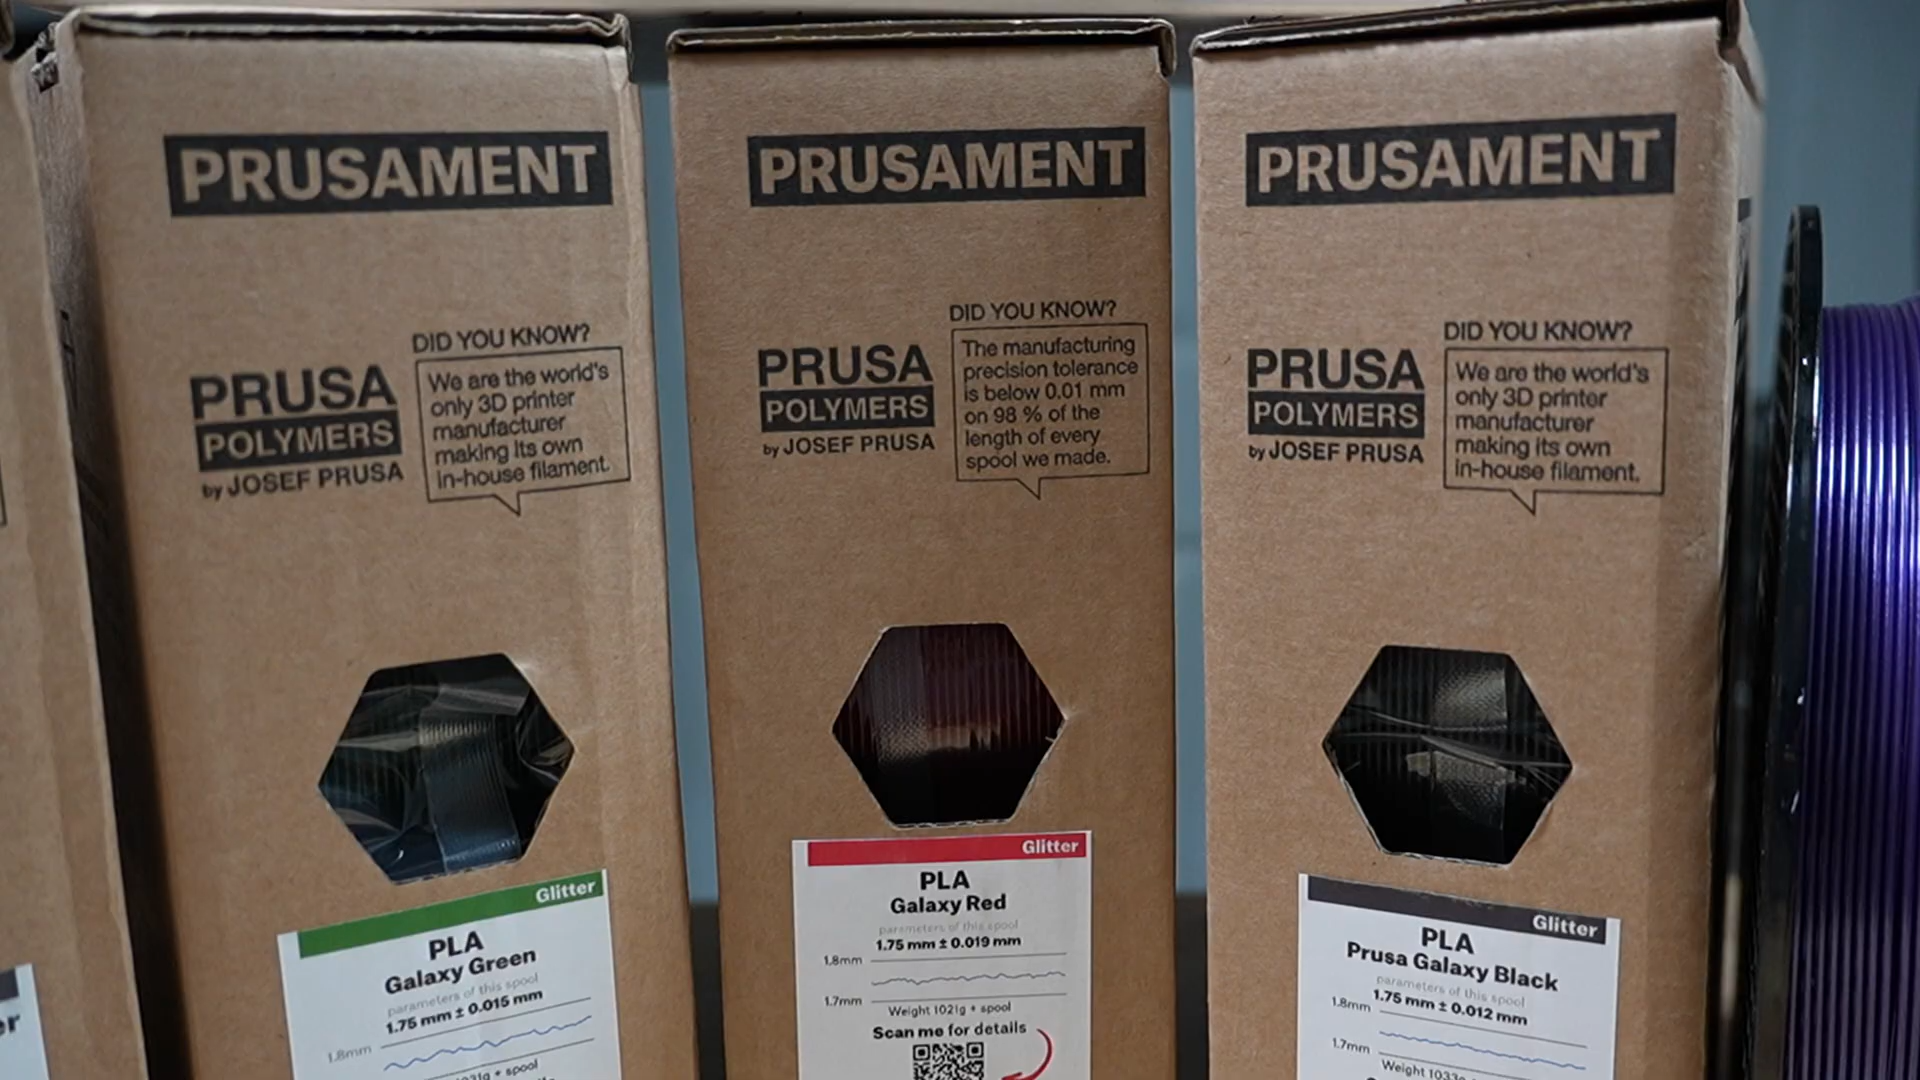 PRUSAMENT
DID YOU KNOW?
PRUSA
POLYMERS
by JOSEF PRUSA
We are the world's
only 3D printer
manufacturer
making its own
in-house filament.
Glitter
PLA
Galaxy Green
parameters of this spool
1.75 mm ± 0.015 mm
1.8mm
+ spool
PRUSAMENT
DID YOU KNOW?
PRUSA
POLYMERS
by JOSEF PRUSA
The manufacturing
precision tolerance
is below 0.01 mm
on 98 % of the
length of every
spool we made.
Glitter
PLA
Galaxy Red
parameters of this spool
1.75 mm ± 0.019 mm
1.8mm
1.7mm
Weight 1021g + spool
Scan me for details
PRUSAMENT
DID YOU KNOW?
PRUSA
POLYMERS
by JOSEF PRUSA
We are the world's
only 3D printer
manufacturer
making its own
in-house filament.
Glitter
PLA
Prusa Galaxy Black
parameters of this spool
1.75 mm ± 0.012 mm
1.8mm
1.7mm
Weight